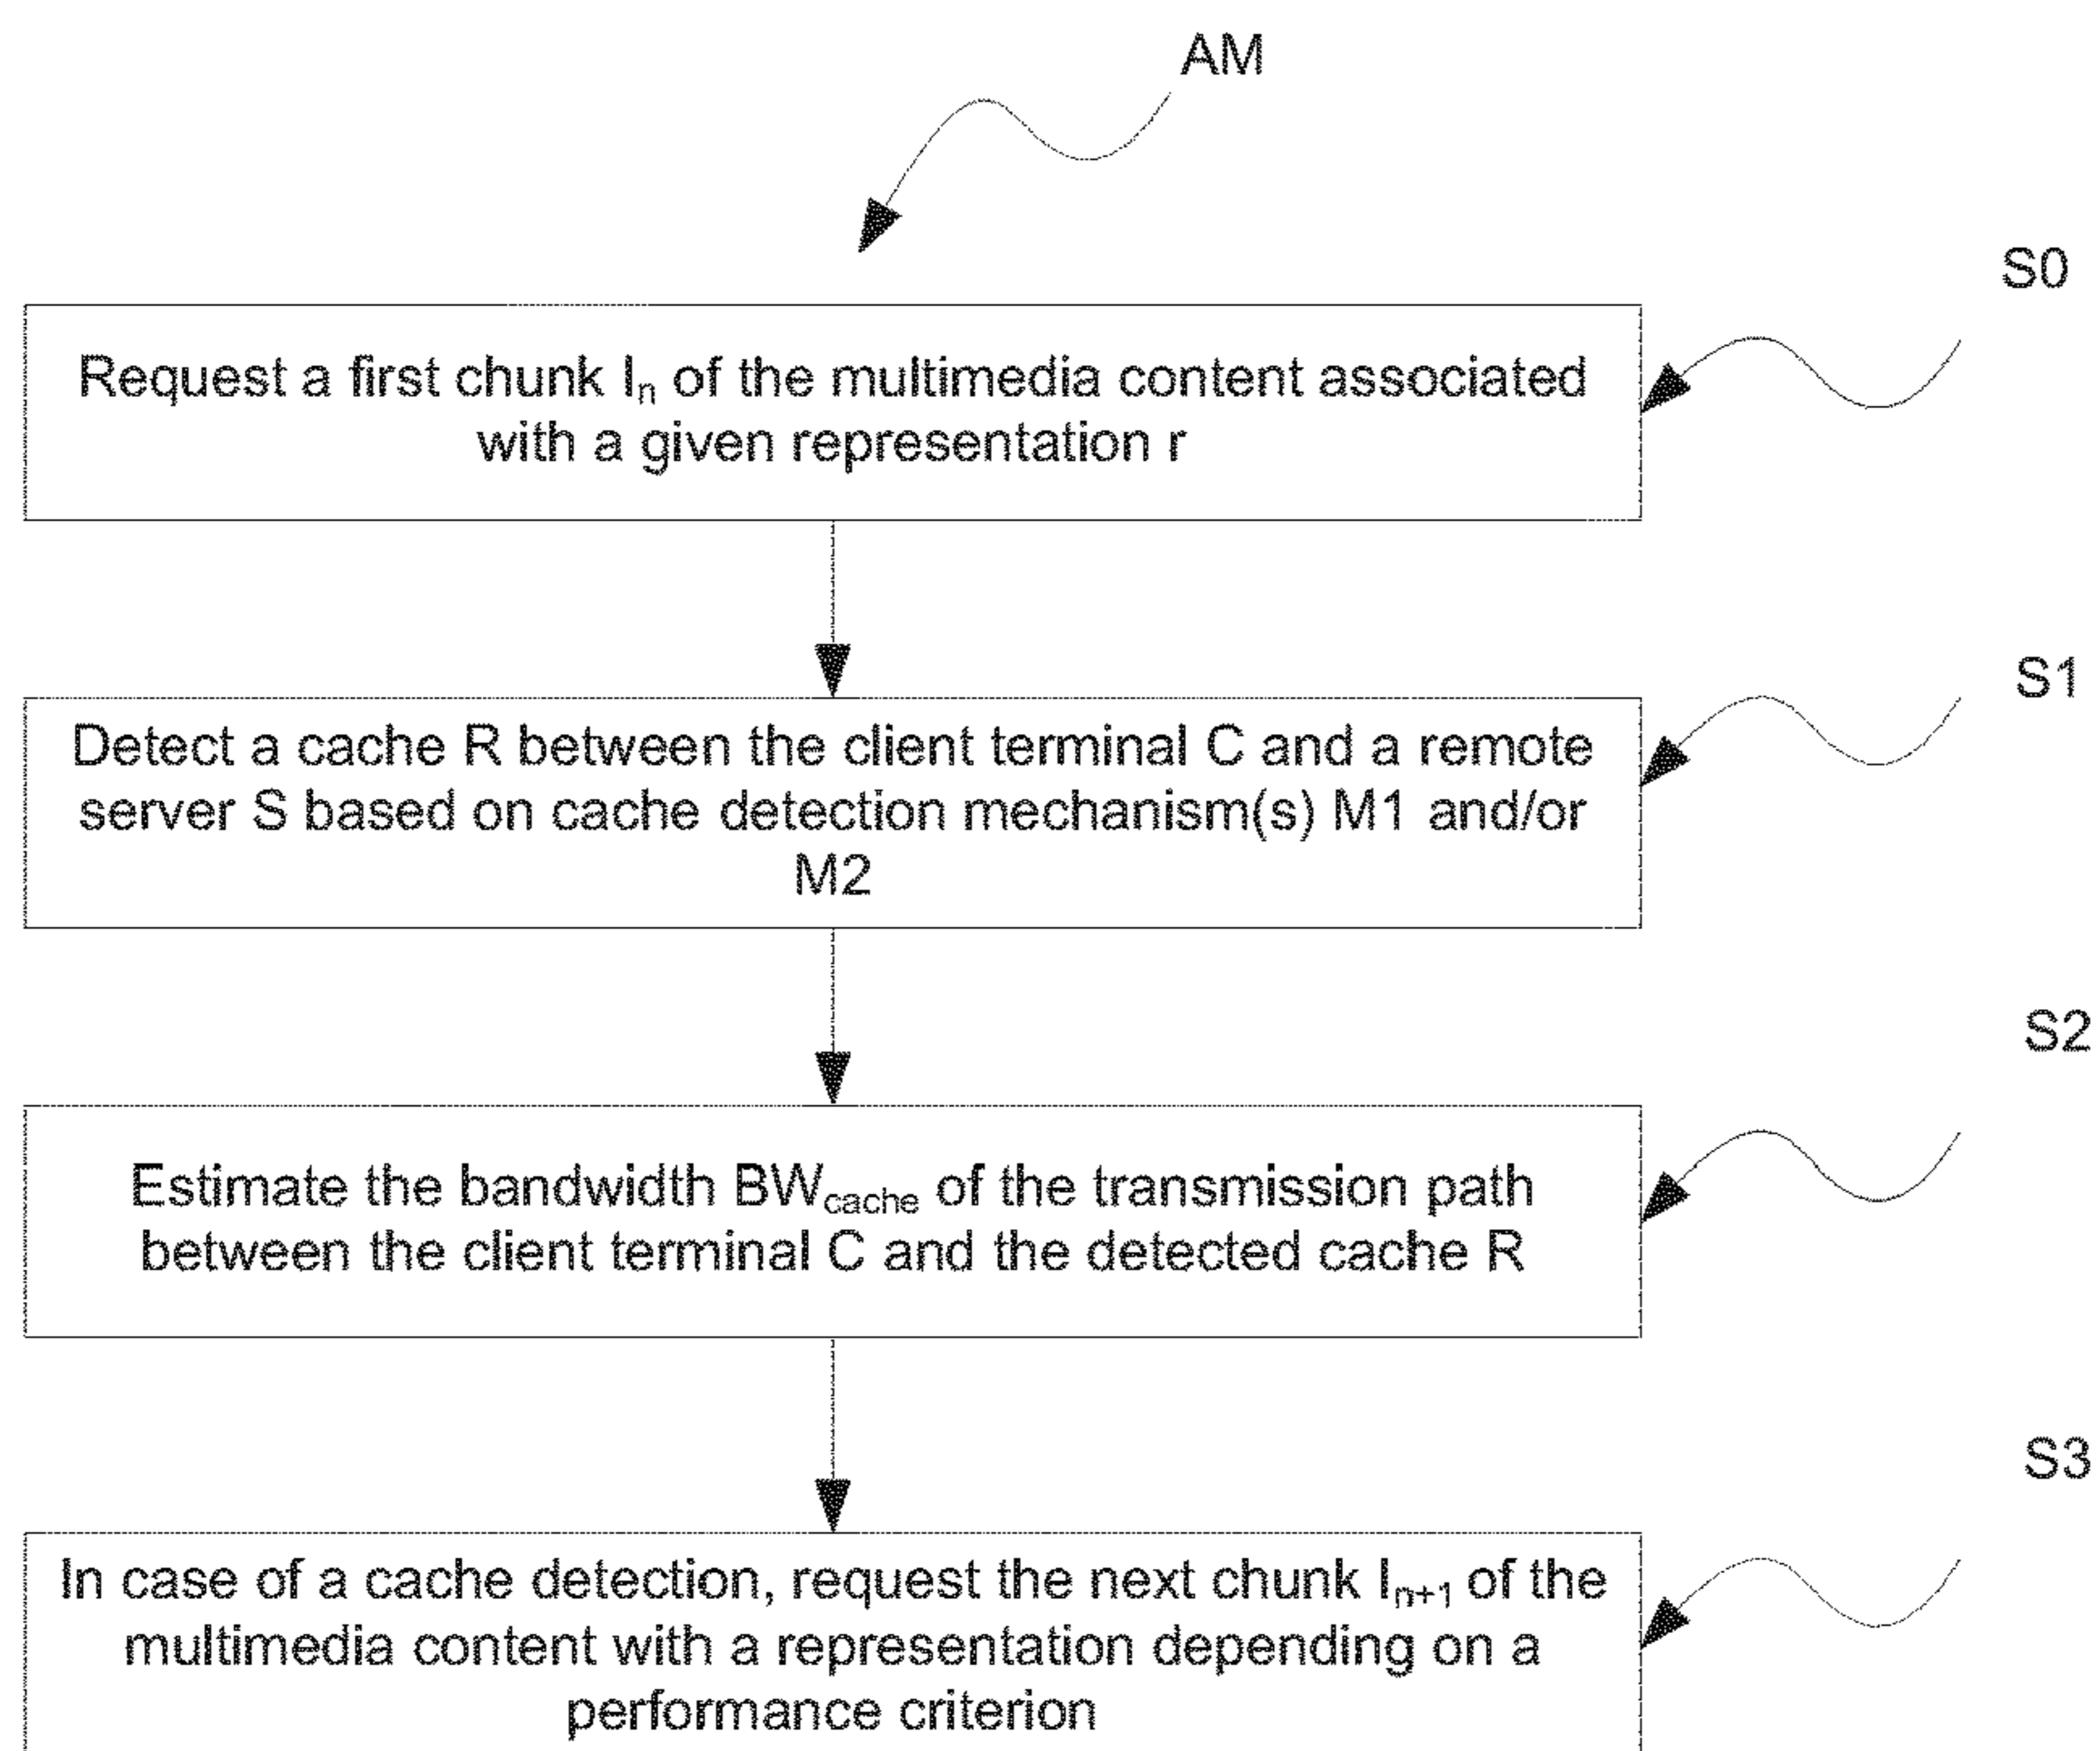 AM
S0
Request a first chunk Iₙ of the multimedia content associated
with a given representation r
S1
Detect a cache R between the client terminal C and a remote
server S based on cache detection mechanism(s) M1 and/or
M2
S2
Estimate the bandwidth BW_cache of the transmission path
between the client terminal C and the detected cache R
S3
In case of a cache detection, request the next chunk Iₙ₊₁ of the
multimedia content with a representation depending on a
performance criterion